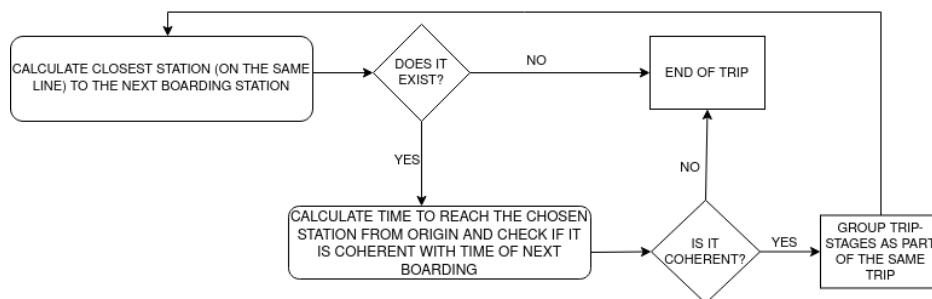 CALCULATE CLOSEST STATION (ON THE SAME
LINE) TO THE NEXT BOARDING STATION
DOES IT
EXIST?
NO
END OF TRIP
YES
CALCULATE TIME TO REACH THE CHOSEN
STATION FROM ORIGIN AND CHECK IF IT
IS COHERENT WITH TIME OF NEXT
BOARDING
IS IT
COHERENT?
NO
YES
GROUP TRIP-
STAGES AS PART
OF THE SAME
TRIP